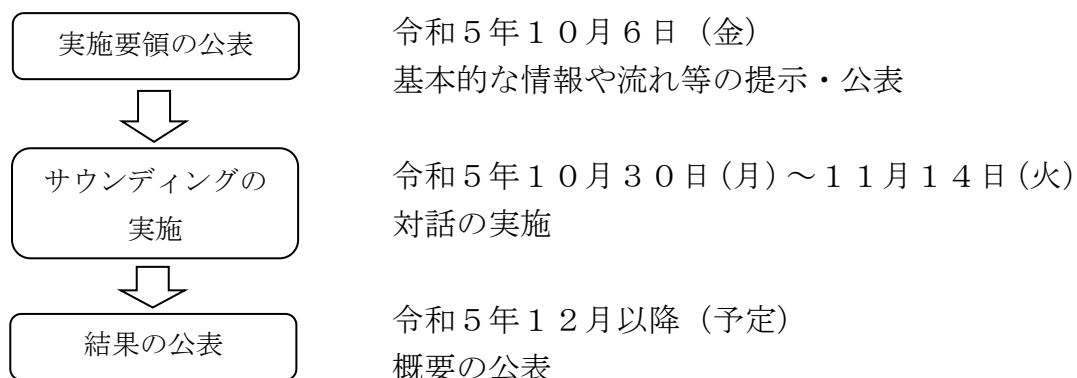 実施要領の公表
令和５年１０月６日（金）
基本的な情報や流れ等の提示・公表
サウンディングの
実施
令和５年１０月３０日（月）～１１月１４日（火）
対話の実施
結果の公表
令和５年１２月以降（予定）
概要の公表